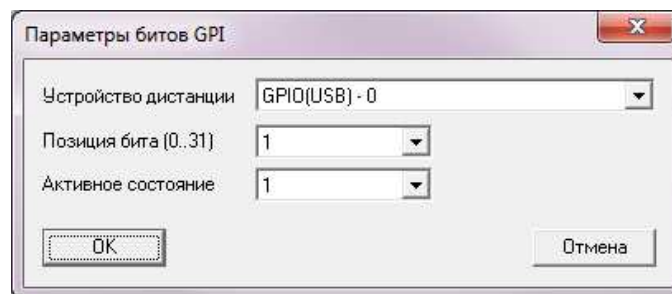 Параметры битов GPI
Устройство дистанции GPIO(USB) - 0
Позиция бита (0..31) 1
Активное состояние 1
OK Отмена